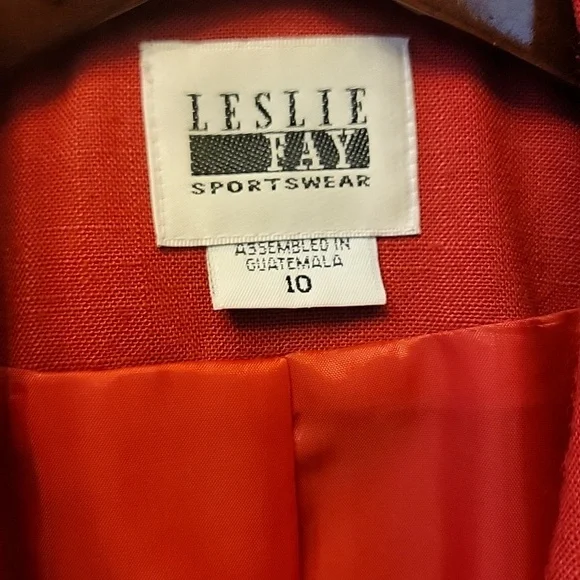 LESLIE
FAY
SPORTSWEAR
ASSEMBLED IN
GUATEMALA
10